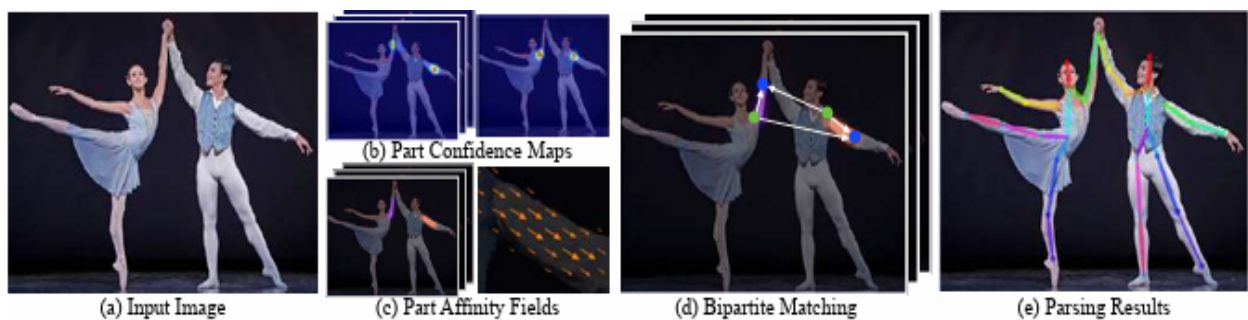 (b) Part Confidence Maps
(a) Input Image
(c) Part Affinity Fields
(d) Bipartite Matching
(e) Parsing Results